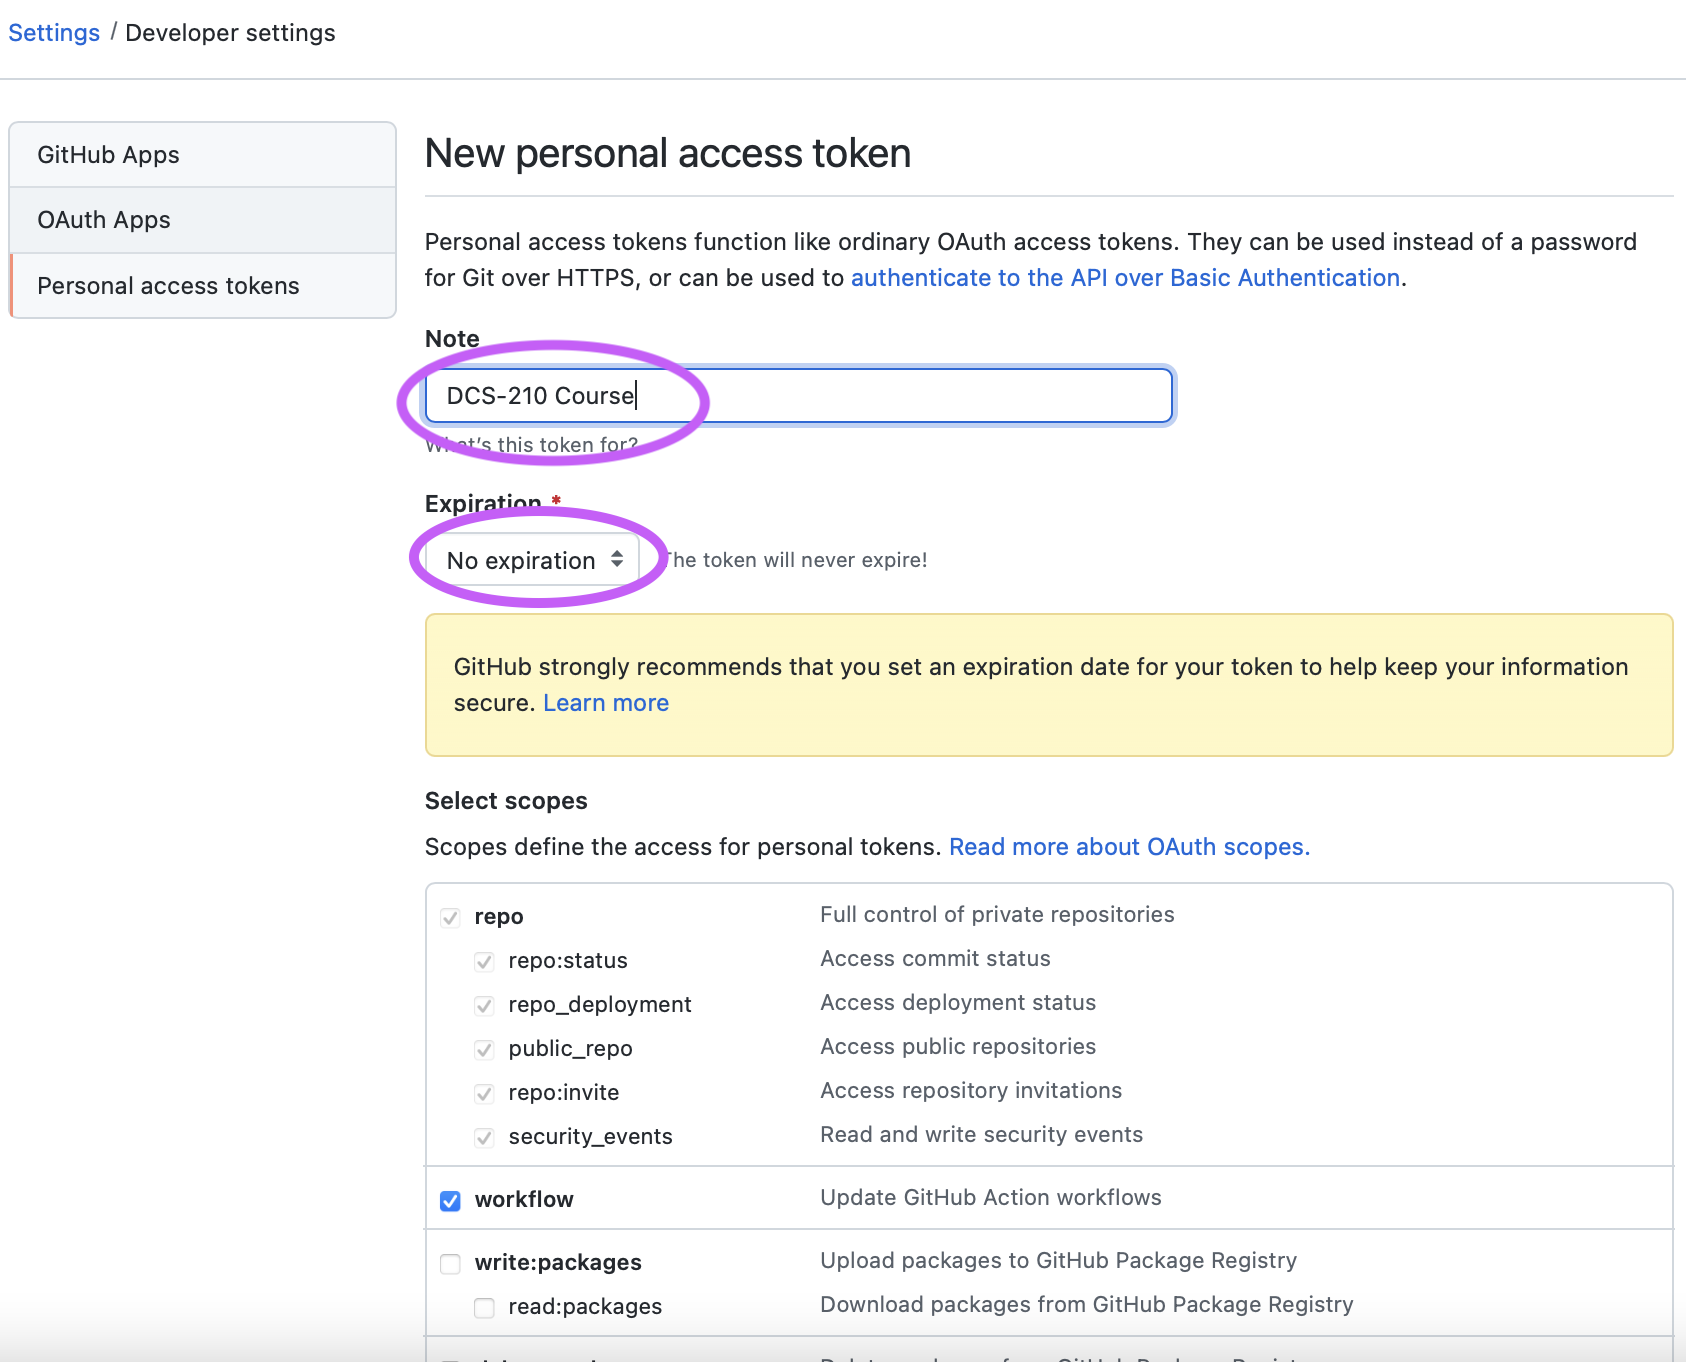 Settings / Developer settings
GitHub Apps
OAuth Apps
Personal access tokens
New personal access token
Personal access tokens function like ordinary OAuth access tokens. They can be used instead of a password
for Git over HTTPS, or can be used to authenticate to the API over Basic Authentication.
Note
DCS-210 Course
What's this token for?
Expiration *
No expiration The token will never expire!
GitHub strongly recommends that you set an expiration date for your token to help keep your information
secure. Learn more
Select scopes
Scopes define the access for personal tokens. Read more about OAuth scopes.
repo Full control of private repositories
repo:status Access commit status
repo_deployment Access deployment status
public_repo Access public repositories
repo:invite Access repository invitations
security_events Read and write security events
workflow Update GitHub Action workflows
write:packages Upload packages to GitHub Package Registry
read:packages Download packages from GitHub Package Registry